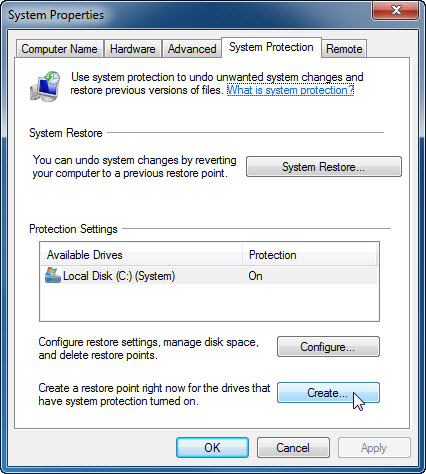 System Properties
Computer Name
Hardware
Advanced
System Protection
Remote
Use system protection to undo unwanted system changes and
restore previous versions of files. What is system protection?
System Restore
You can undo system changes by reverting
your computer to a previous restore point.
System Restore...
Protection Settings
Available Drives
Protection
Local Disk (C:) (System)
On
Configure restore settings, manage disk space,
and delete restore points.
Configure...
Create a restore point right now for the drives that
have system protection turned on.
Create...
OK
Cancel
Apply